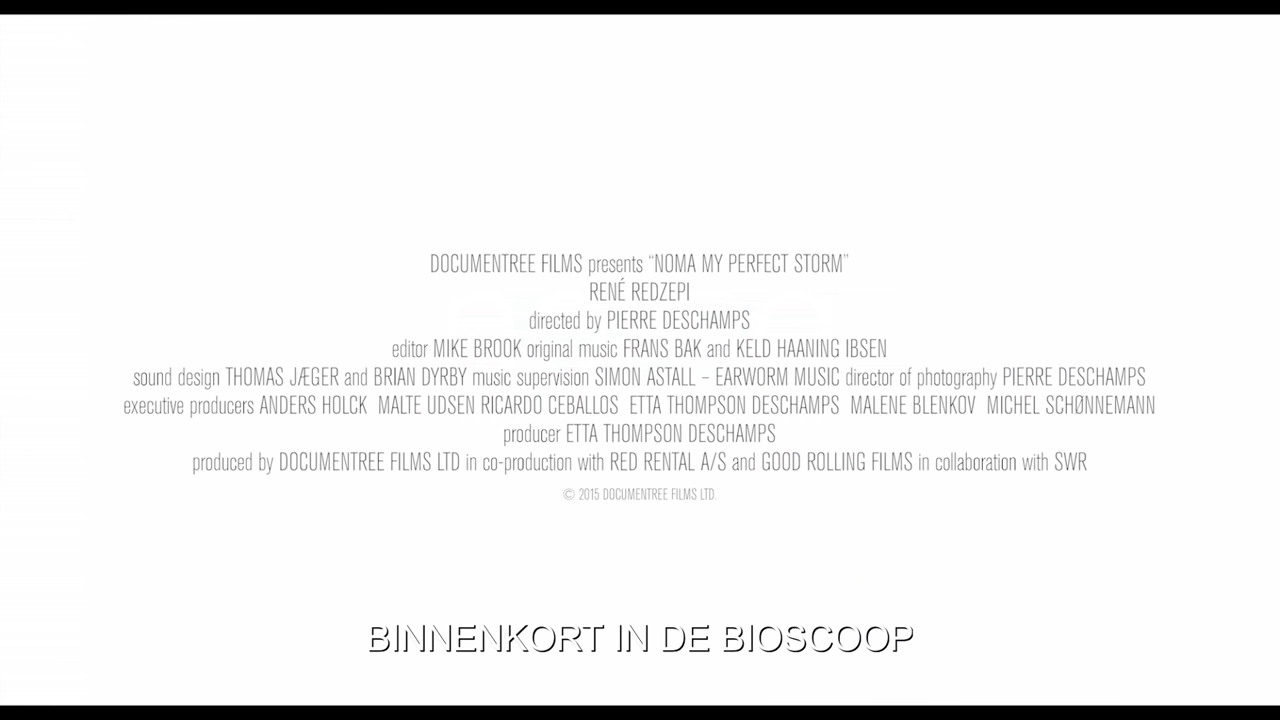 DOCUMENTREE FILMS presents “NOMA MY PERFECT STORM”
RENÉ REDZEPI
directed by PIERRE DESCHAMPS
editor MIKE BROOK original music FRANS BAK and KELD HAANING IBSEN
sound design THOMAS JÆGER and BRIAN DYRBY music supervision SIMON ASTALL – EARWORM MUSIC director of photography PIERRE DESCHAMPS
executive producers ANDERS HOLCK MALTE UDSEN RICARDO CEBALLOS ETTA THOMPSON DESCHAMPS MALENE BLENKOV MICHEL SCHØNNEMANN
producer ETTA THOMPSON DESCHAMPS
produced by DOCUMENTREE FILMS LTD in co-production with RED RENTAL A/S and GOOD ROLLING FILMS in collaboration with SWR
© 2015 DOCUMENTREE FILMS LTD.
BINNENKORT IN DE BIOSCOOP